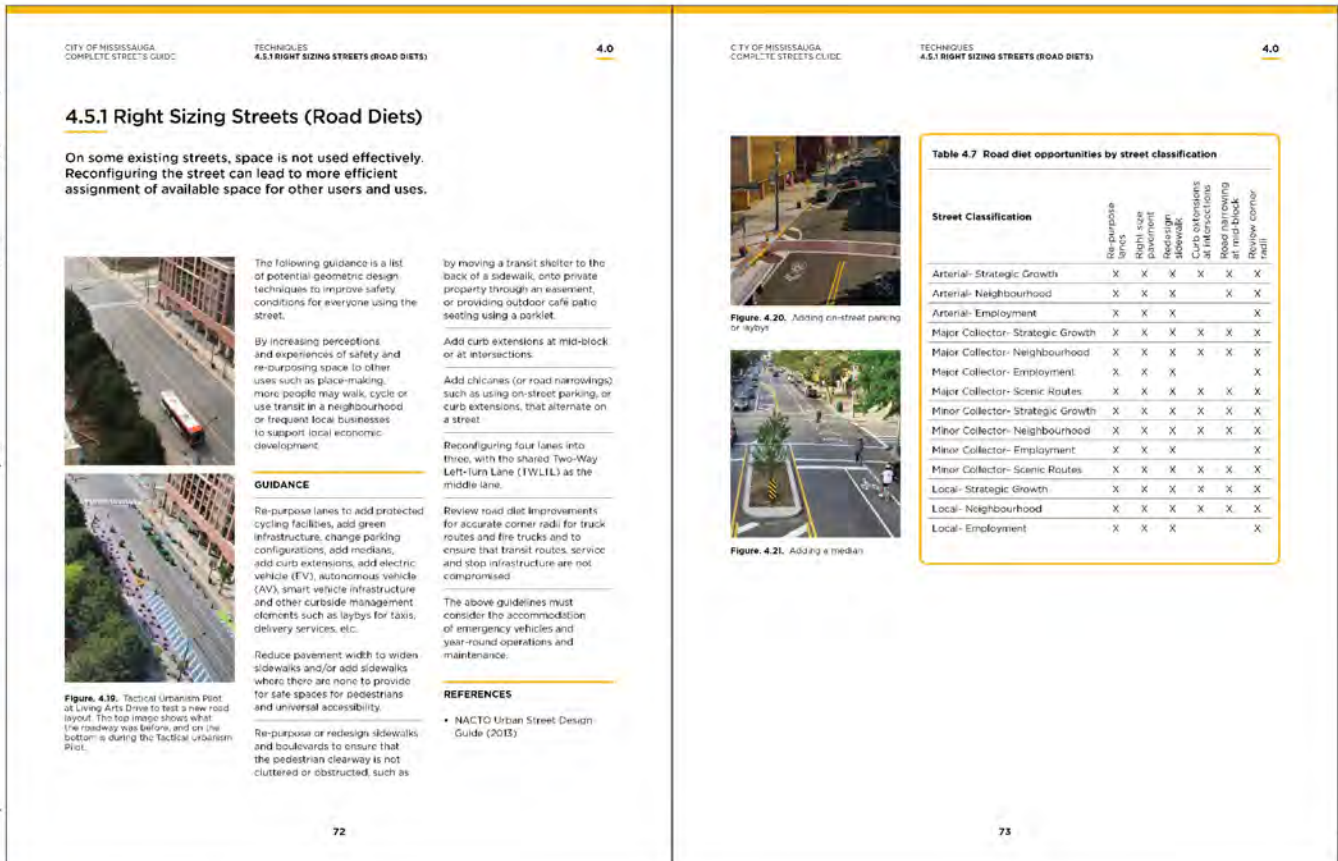 CITY OF MISSISSAUGA
COMPLETE STREETS GUIDE
TECHNIQUES
4.5.1 RIGHT SIZING STREETS (ROAD DIETS)
4.0
4.5.1 Right Sizing Streets (Road Diets)
On some existing streets, space is not used effectively.
Reconfiguring the street can lead to more efficient
assignment of available space for other users and uses.
Figure. 4.19. Tactical Urbanism Pilot
at Living Arts Drive to test a new road
layout. The top image shows what
the roadway was before, and on the
bottom is during the Tactical urbanism
Pilot.
The following guidance is a list
of potential geometric design
techniques to improve safety
conditions for everyone using the
street.
By increasing perceptions
and experiences of safety and
re-purposing space to other
uses such as place-making,
more people may walk, cycle or
use transit in a neighbourhood
or frequent local businesses
to support local economic
development.
GUIDANCE
Re-purpose lanes to add protected
cycling facilities, add green
infrastructure, change parking
configurations, add medians,
add curb extensions, add electric
vehicle (EV), autonomous vehicle
(AV), smart vehicle infrastructure
and other curbside management
elements such as laybys for taxis,
delivery services, etc.
Reduce pavement width to widen
sidewalks and/or add sidewalks
where there are none to provide
for safe spaces for pedestrians
and universal accessibility.
Re-purpose or redesign sidewalks
and boulevards to ensure that
the pedestrian clearway is not
cluttered or obstructed, such as
by moving a transit shelter to the
back of a sidewalk, onto private
property through an easement,
or providing outdoor café patio
seating using a parklet.
Add curb extensions at mid-block
or at intersections.
Add chicanes (or road narrowings)
such as using on-street parking, or
curb extensions, that alternate on
a street
Reconfiguring four lanes into
three, with the shared Two-Way
Left-Turn Lane (TWLTL) as the
middle lane.
Review road diet improvements
for accurate corner radii for truck
routes and fire trucks and to
ensure that transit routes, service
and stop infrastructure are not
compromised
The above guidelines must
consider the accommodation
of emergency vehicles and
year-round operations and
maintenance.
REFERENCES
• NACTO Urban Street Design
Guide (2013)
72
CITY OF MISSISSAUGA
COMPLETE STREETS GUIDE
TECHNIQUES
4.5.1 RIGHT SIZING STREETS (ROAD DIETS)
4.0
Figure. 4.20. Adding on-street parking
or laybys
Figure. 4.21. Adding a median
Table 4.7 Road diet opportunities by street classification
Street Classification
Re-purpose
lanes
Right size
pavement
Redesign
sidewalk
Curb extensions
at intersections
Road narrowing
at mid-block
Review corner
radii
Arterial- Strategic Growth X X X X X X
Arterial- Neighbourhood X X X X X
Arterial- Employment X X X X
Major Collector- Strategic Growth X X X X X X
Major Collector- Neighbourhood X X X X X X
Major Collector- Employment X X X X
Major Collector- Scenic Routes X X X X X X
Minor Collector- Strategic Growth X X X X X X
Minor Collector- Neighbourhood X X X X X X
Minor Collector- Employment X X X X
Minor Collector- Scenic Routes X X X X X X
Local- Strategic Growth X X X X X X
Local- Neighbourhood X X X X X X
Local- Employment X X X X
73